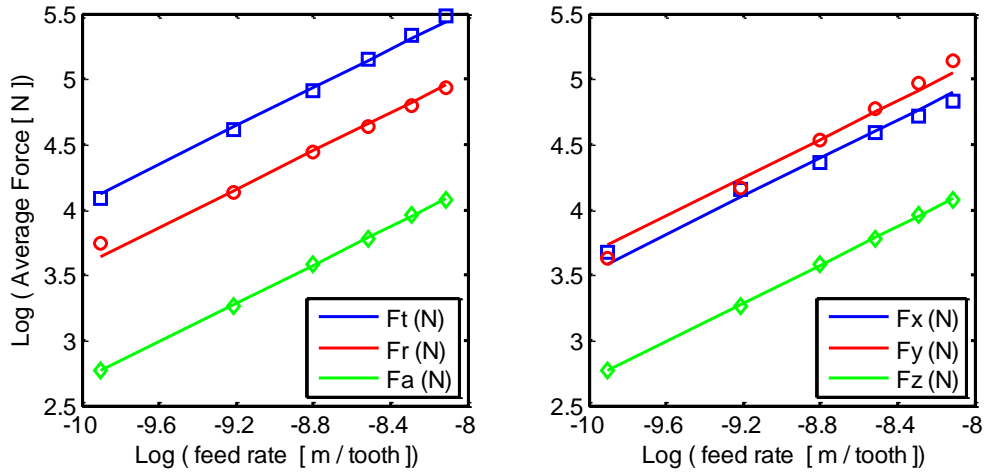 Log ( Average Force [ N ] )
5.5
5
4.5
4
3.5
3
2.5
-10 -9.6 -9.2 -8.8 -8.4 -8
Log ( feed rate [ m / tooth ] )
Ft (N)
Fr (N)
Fa (N)
5.5
5
4.5
4
3.5
3
2.5
-10 -9.6 -9.2 -8.8 -8.4 -8
Log ( feed rate [ m / tooth ] )
Fx (N)
Fy (N)
Fz (N)